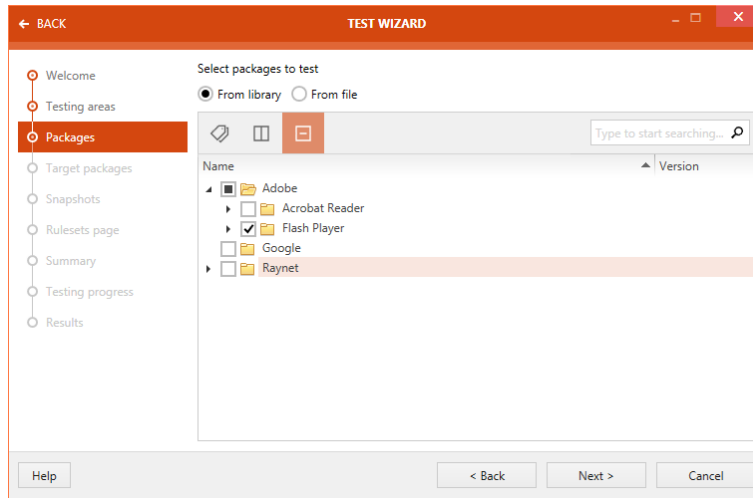 BACK
TEST WIZARD
Welcome
Testing areas
Packages
Target packages
Snapshots
Rulesets page
Summary
Testing progress
Results
Select packages to test
From library From file
Type to start searching...
Name Version
Adobe
Acrobat Reader
Flash Player
Google
Raynet
Help < Back Next > Cancel